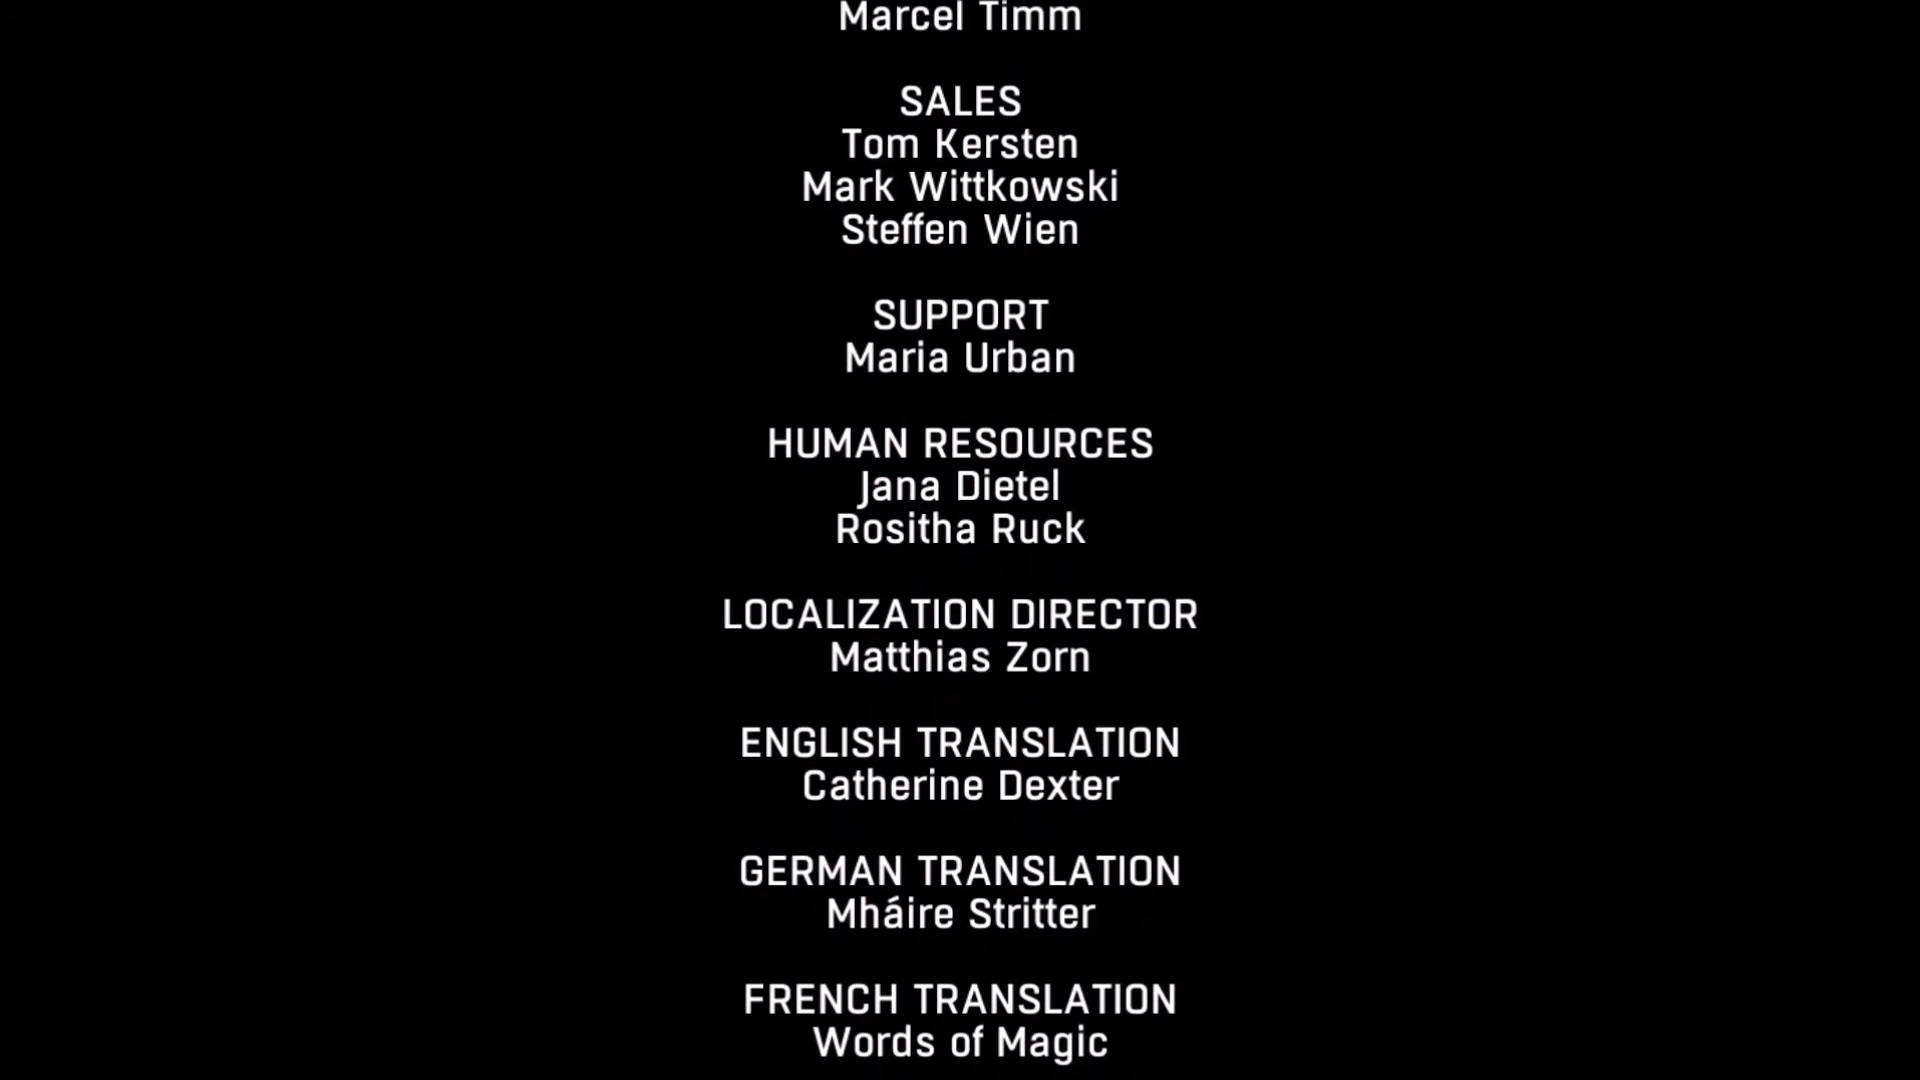 Marcel Timm
SALES
Tom Kersten
Mark Wittkowski
Steffen Wien
SUPPORT
Maria Urban
HUMAN RESOURCES
Jana Dietel
Rositha Ruck
LOCALIZATION DIRECTOR
Matthias Zorn
ENGLISH TRANSLATION
Catherine Dexter
GERMAN TRANSLATION
Mháire Stritter
FRENCH TRANSLATION
Words of Magic